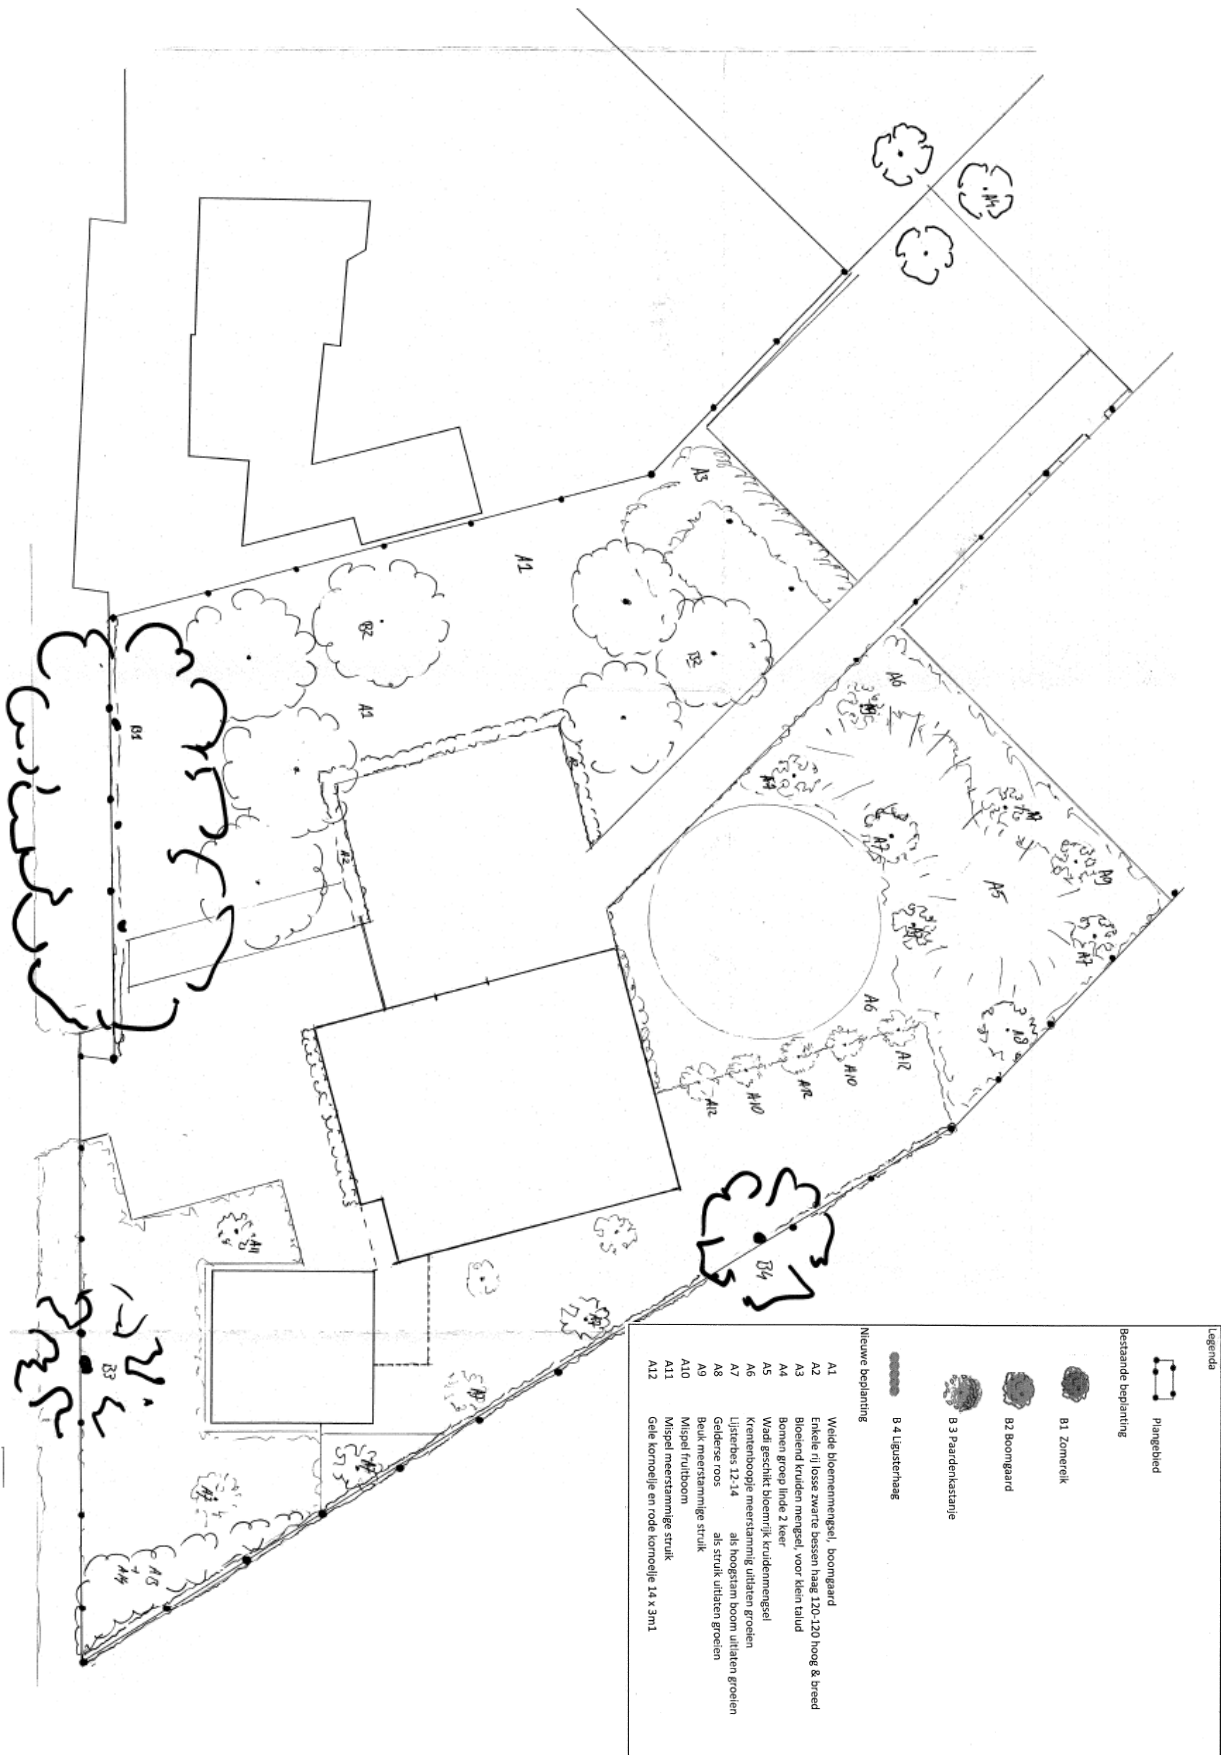 Legenda
Plangebied
Bestaande beplanting
B1 Zomereik
B2 Boomgaard
B 3 Paardenkastanje
B 4 Ligusterhaag
Nieuwe beplanting
A1 Weide bloemenmengsel, boomgaard
A2 Enkele rij losse zwarte bessen haag 120-120 hoog & breed
A3 Bloeiend kruiden mengsel, voor klein talud
A4 Bomen groep linde 2 keer
A5 Wadi geschikt bloemrijk kruidenmengsel
A6 Krentenboopje meerstammig uitlaten groeien
A7 Lijsterbes 12-14 als hoogstam boom uitlaten groeien
A8 Gelderse roos als struik uitlaten groeien
A9 Beuk meerstammige struik
A10 Mispel fruitboom
A11 Mispel meerstammige struik
A12 Gele kornoelje en rode kornoelje 14 x 3m1
A4
A3
A1
B2
B2
A1
B1
A2
A6
A7
A9
A5
A7
A8
A6
A12
A10
A12
A10
A12
B4
A11
B3
A13
+
A14